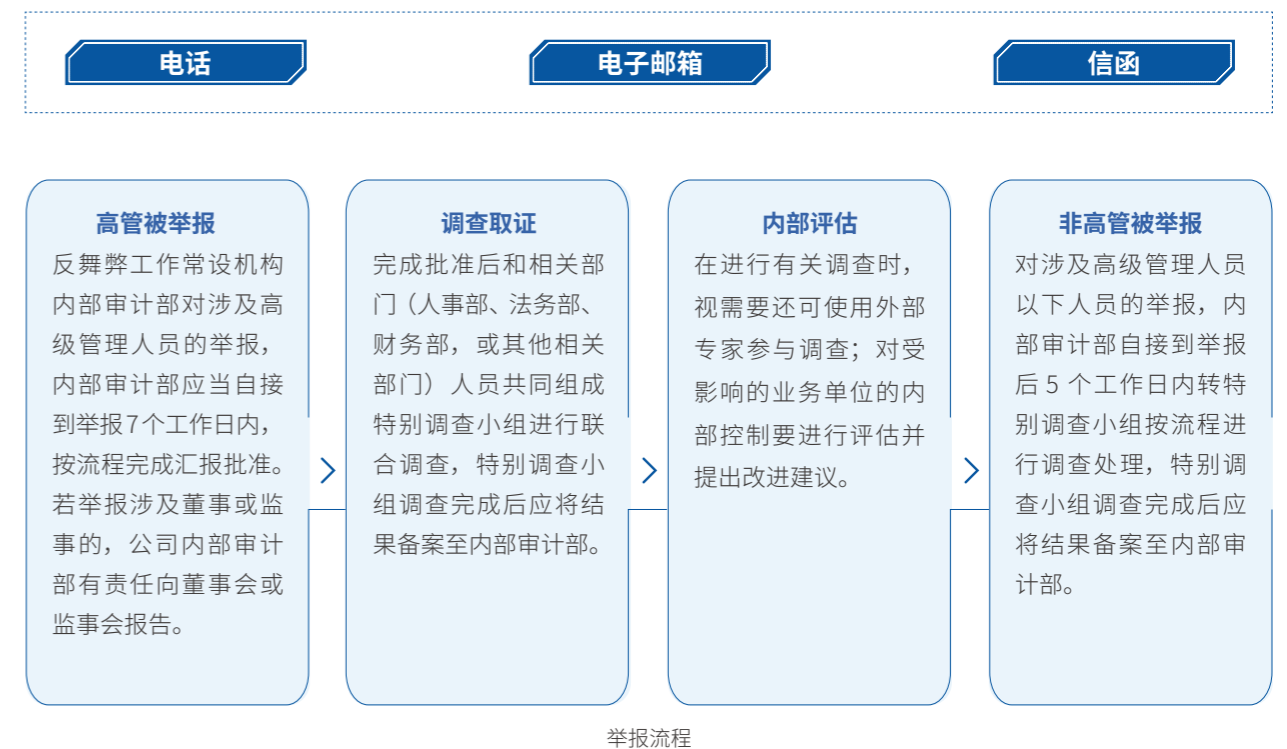 电话
电子邮箱
信函
高管被举报
反舞弊工作常设机构
内部审计部对涉及高
级管理人员的举报，
内部审计部应当自接
到举报7个工作日内，
按流程完成汇报批准。
若举报涉及董事或监
事的，公司内部审计
部有责任向董事会或
监事会报告。
调查取证
完成批准后和相关部
门（人事部、法务部、
财务部，或其他相关
部门）人员共同组成
特别调查小组进行联
合调查，特别调查小
组调查完成后应将结
果备案至内部审计部。
内部评估
在进行有关调查时，
视需要还可使用外部
专家参与调查；对受
影响的业务单位的内
部控制要进行评估并
提出改进建议。
非高管被举报
对涉及高级管理人员
以下人员的举报，内
部审计部自接到举报
后 5 个工作日内转特
别调查小组按流程进
行调查处理，特别调
查小组调查完成后应
将结果备案至内部审
计部。
举报流程